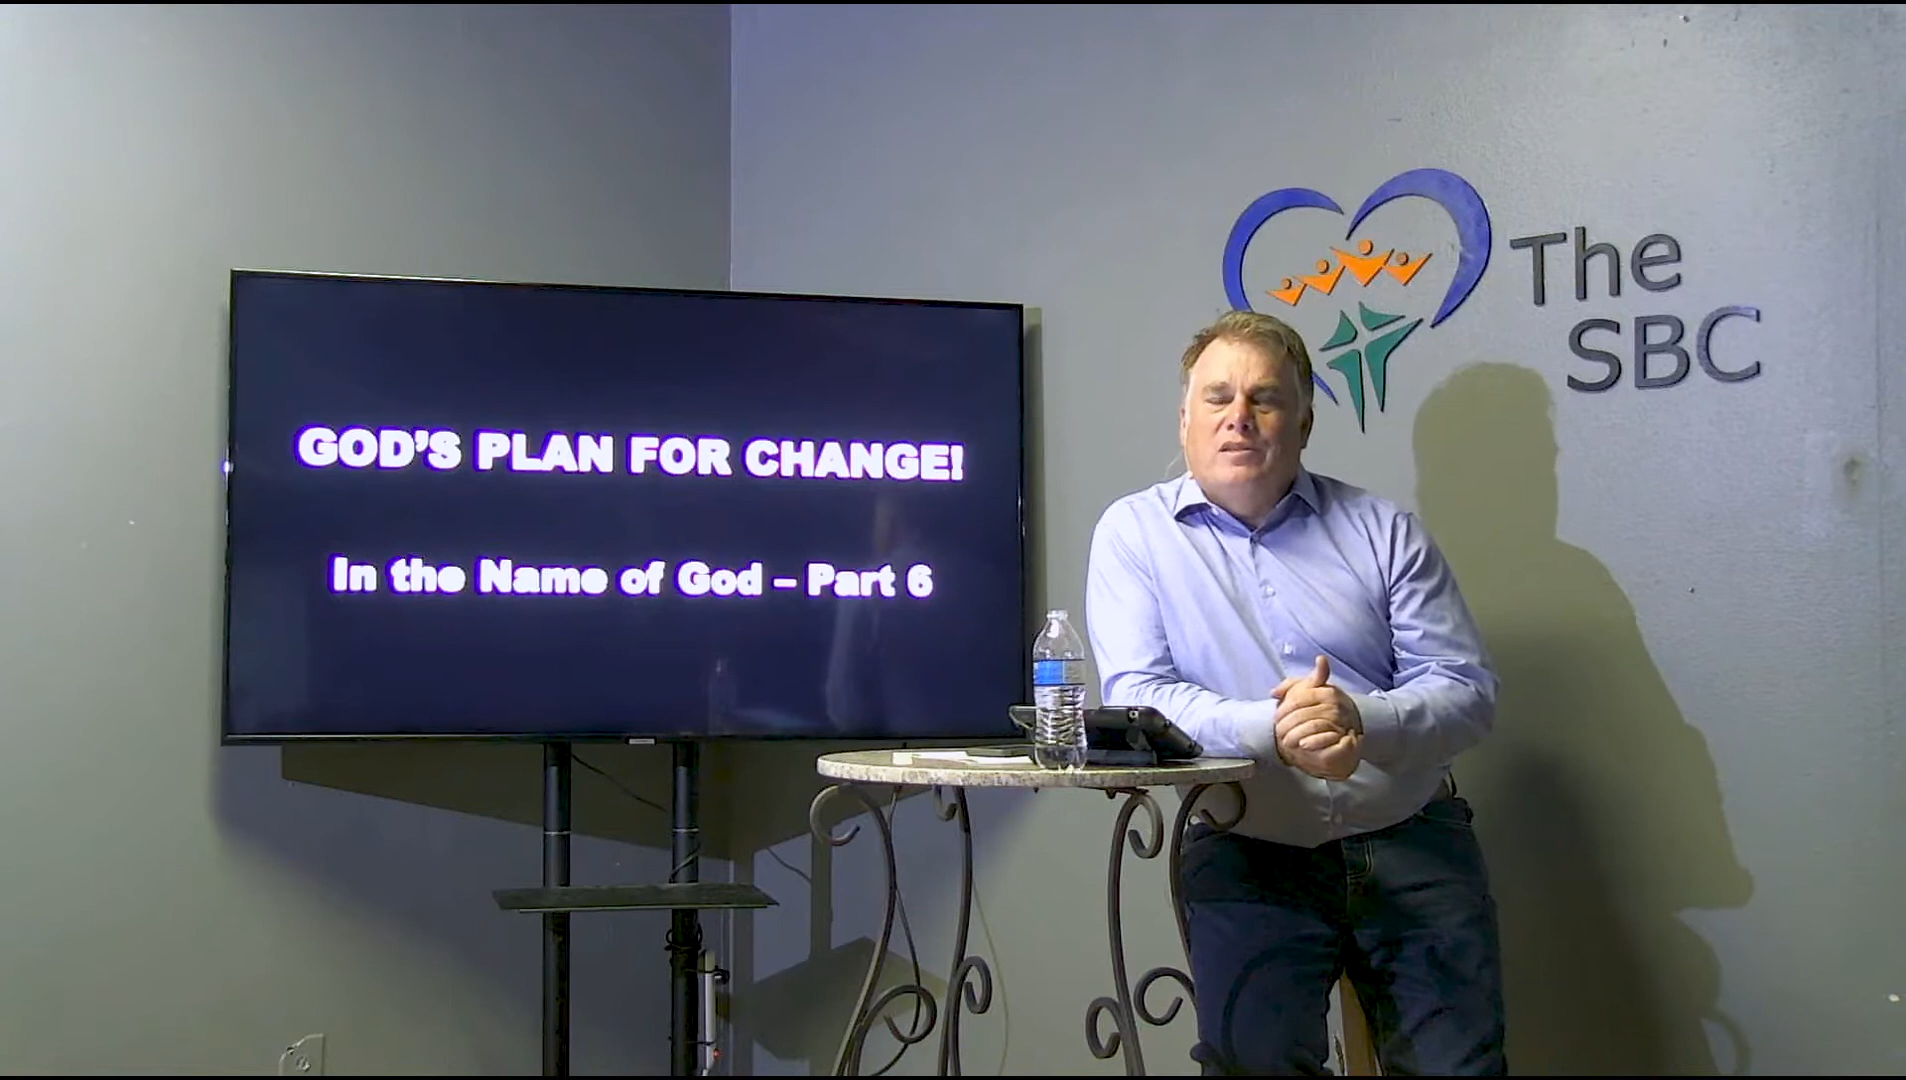 GOD'S PLAN FOR CHANGE!
In the Name of God – Part 6
The
SBC